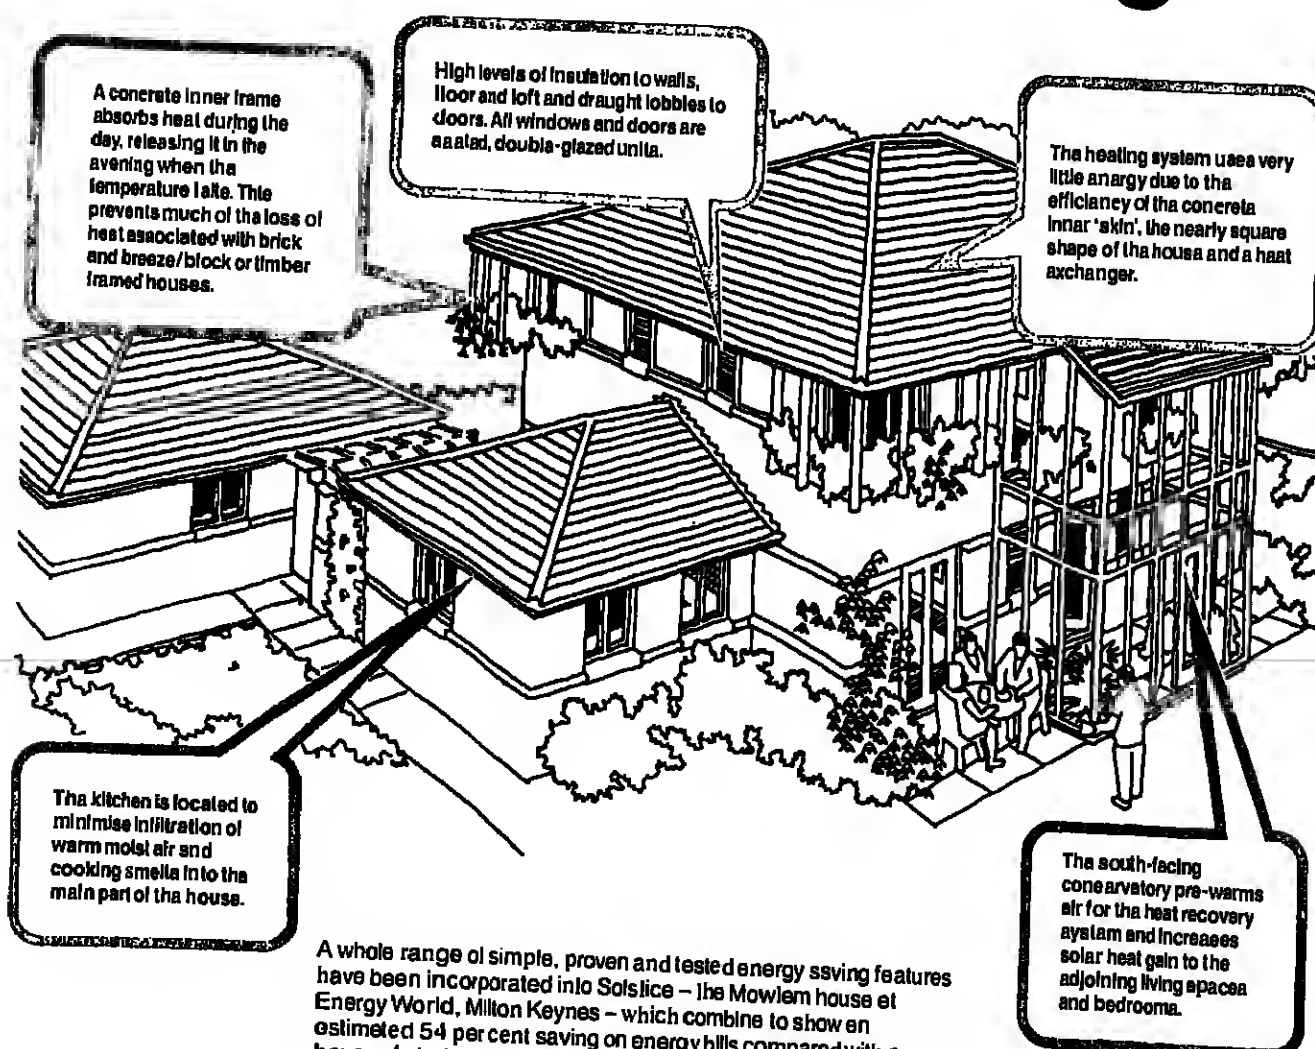 A concrete inner frame
absorbs heat during the
day, releasing it in the
evening when the
temperature falls. This
prevents much of the loss of
heat associated with brick
and breeze/block or timber
framed houses.
High levels of insulation to walls,
floor and loft and draught lobbies to
doors. All windows and doors are
sealed, double-glazed units.
The heating system uses very
little energy due to the
efficiency of the concrete
inner 'skin', the nearly square
shape of the house and a heat
exchanger.
The kitchen is located to
minimise infiltration of
warm moist air and
cooking smells into the
main part of the house.
The south-facing
conservatory pre-warms
air for the heat recovery
system and increases
solar heat gain to the
adjoining living spaces
and bedrooms.
A whole range of simple, proven and tested energy saving features
have been incorporated into Solstice – the Mowlem house at
Energy World, Milton Keynes – which combine to show an
estimated 54 per cent saving on energy bills compared with